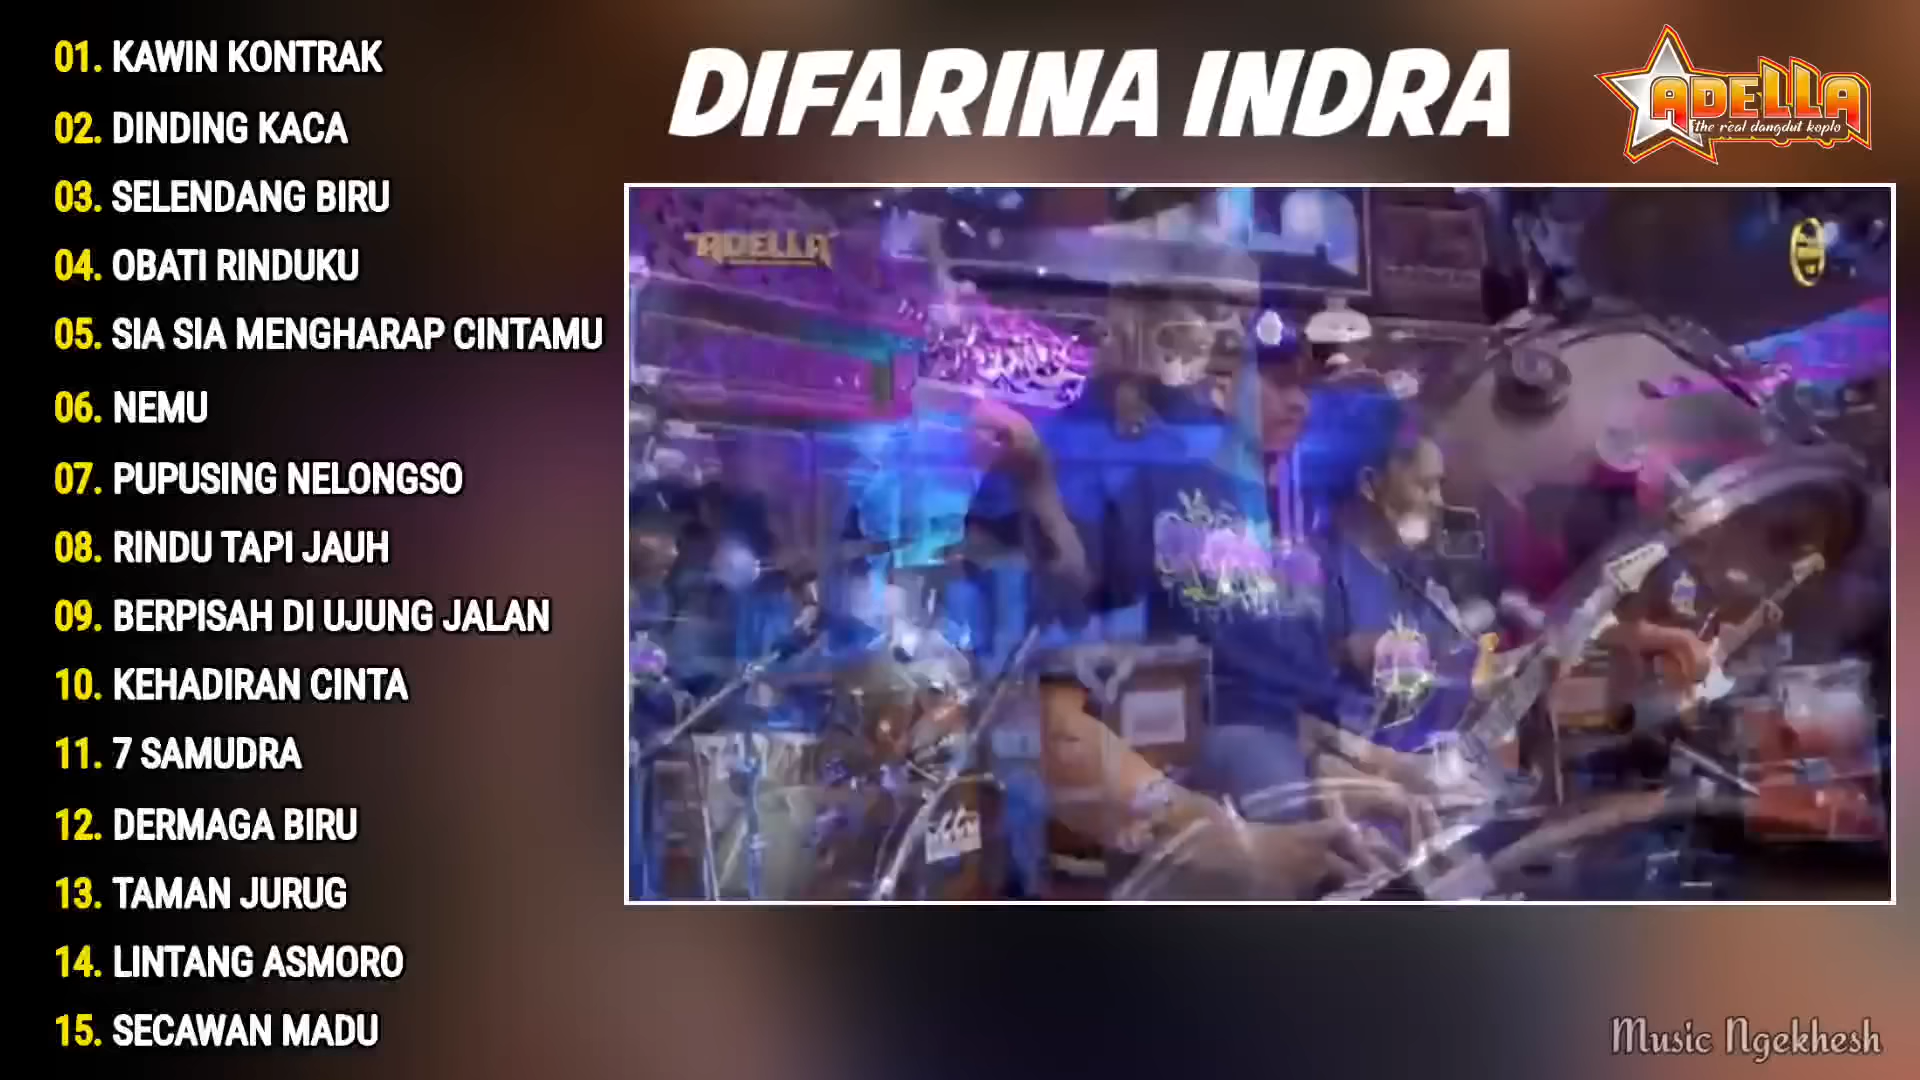 01. KAWIN KONTRAK
02. DINDING KACA
03. SELENDANG BIRU
04. OBATI RINDUKU
05. SIA SIA MENGHARAP CINTAMU
06. NEMU
07. PUPUSING NELONGSO
08. RINDU TAPI JAUH
09. BERPISAH DI UJUNG JALAN
10. KEHADIRAN CINTA
11. 7 SAMUDRA
12. DERMAGA BIRU
13. TAMAN JURUG
14. LINTANG ASMORO
15. SECAWAN MADU
DIFARINA INDRA
ADELLA
the real dangdut koplo
ADELLA
Music Ngekhesh